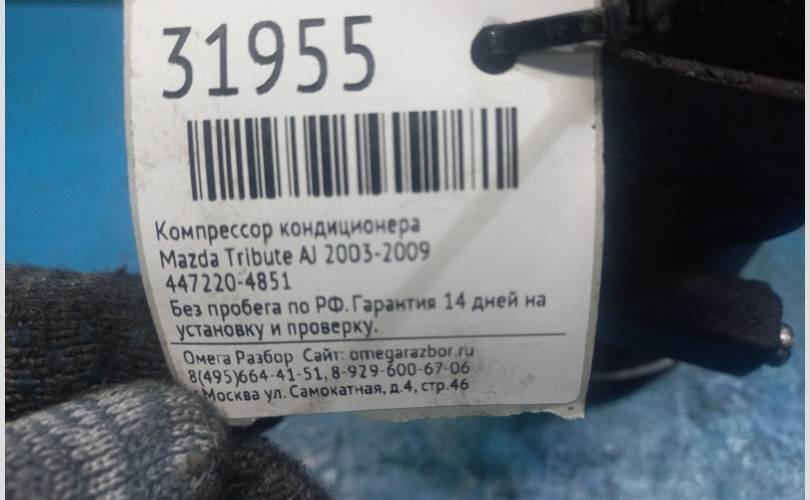 31955
Компрессор кондиционера
Mazda Tribute AJ 2003-2009
447220-4851
Без пробега по РФ. Гарантия 14 дней на
установку и проверку.
Омега Разбор Сайт: omegarazbor.ru
8(495)664-41-51, 8-929-600-67-06
Москва ул. Самокатная, д.4, стр.46